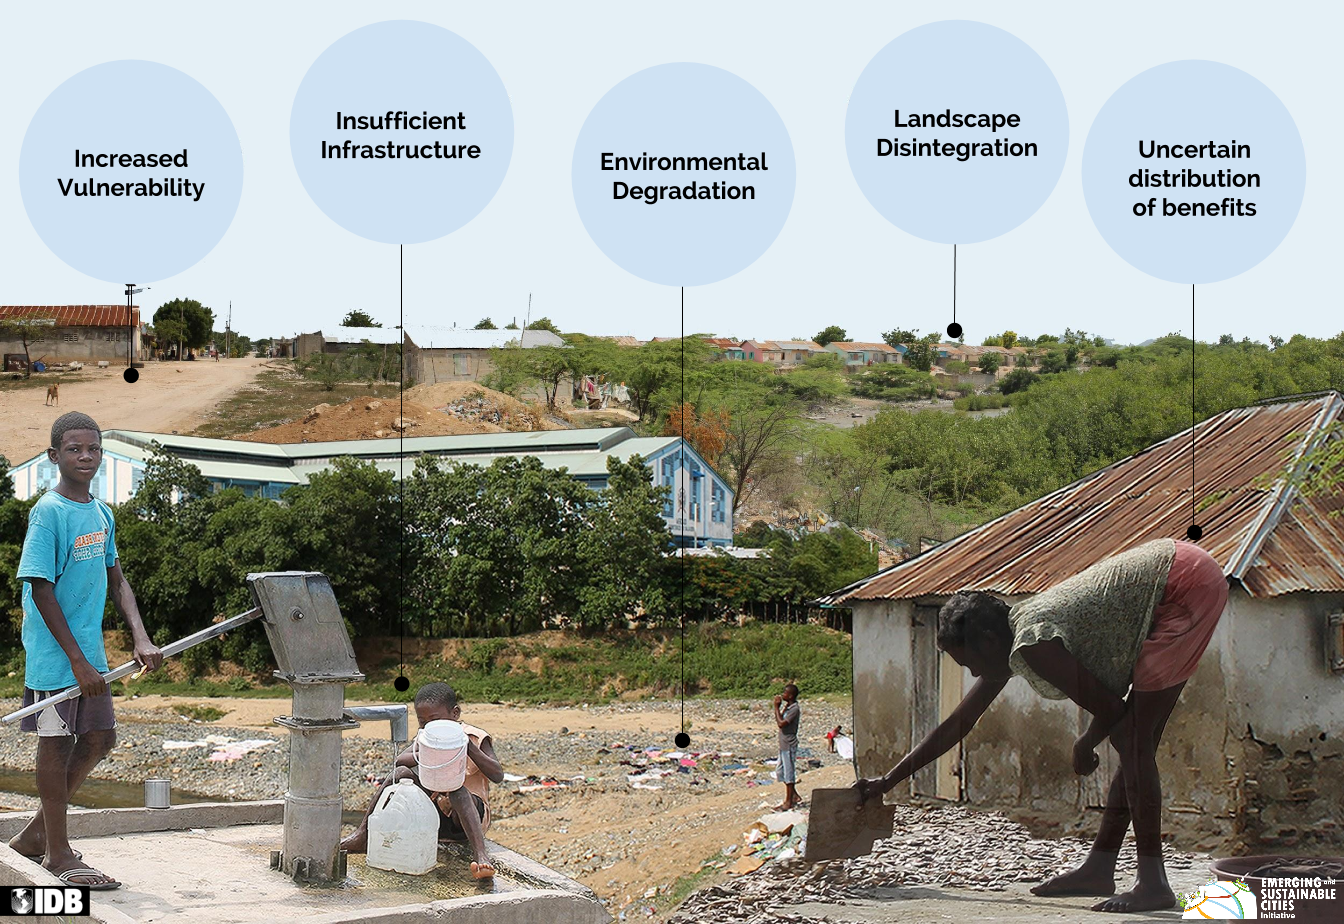 Increased
Vulnerability
Insufficient
Infrastructure
Environmental
Degradation
Landscape
Disintegration
Uncertain
distribution
of benefits
IDB
EMERGING and
SUSTAINABLE
CITIES
Initiative